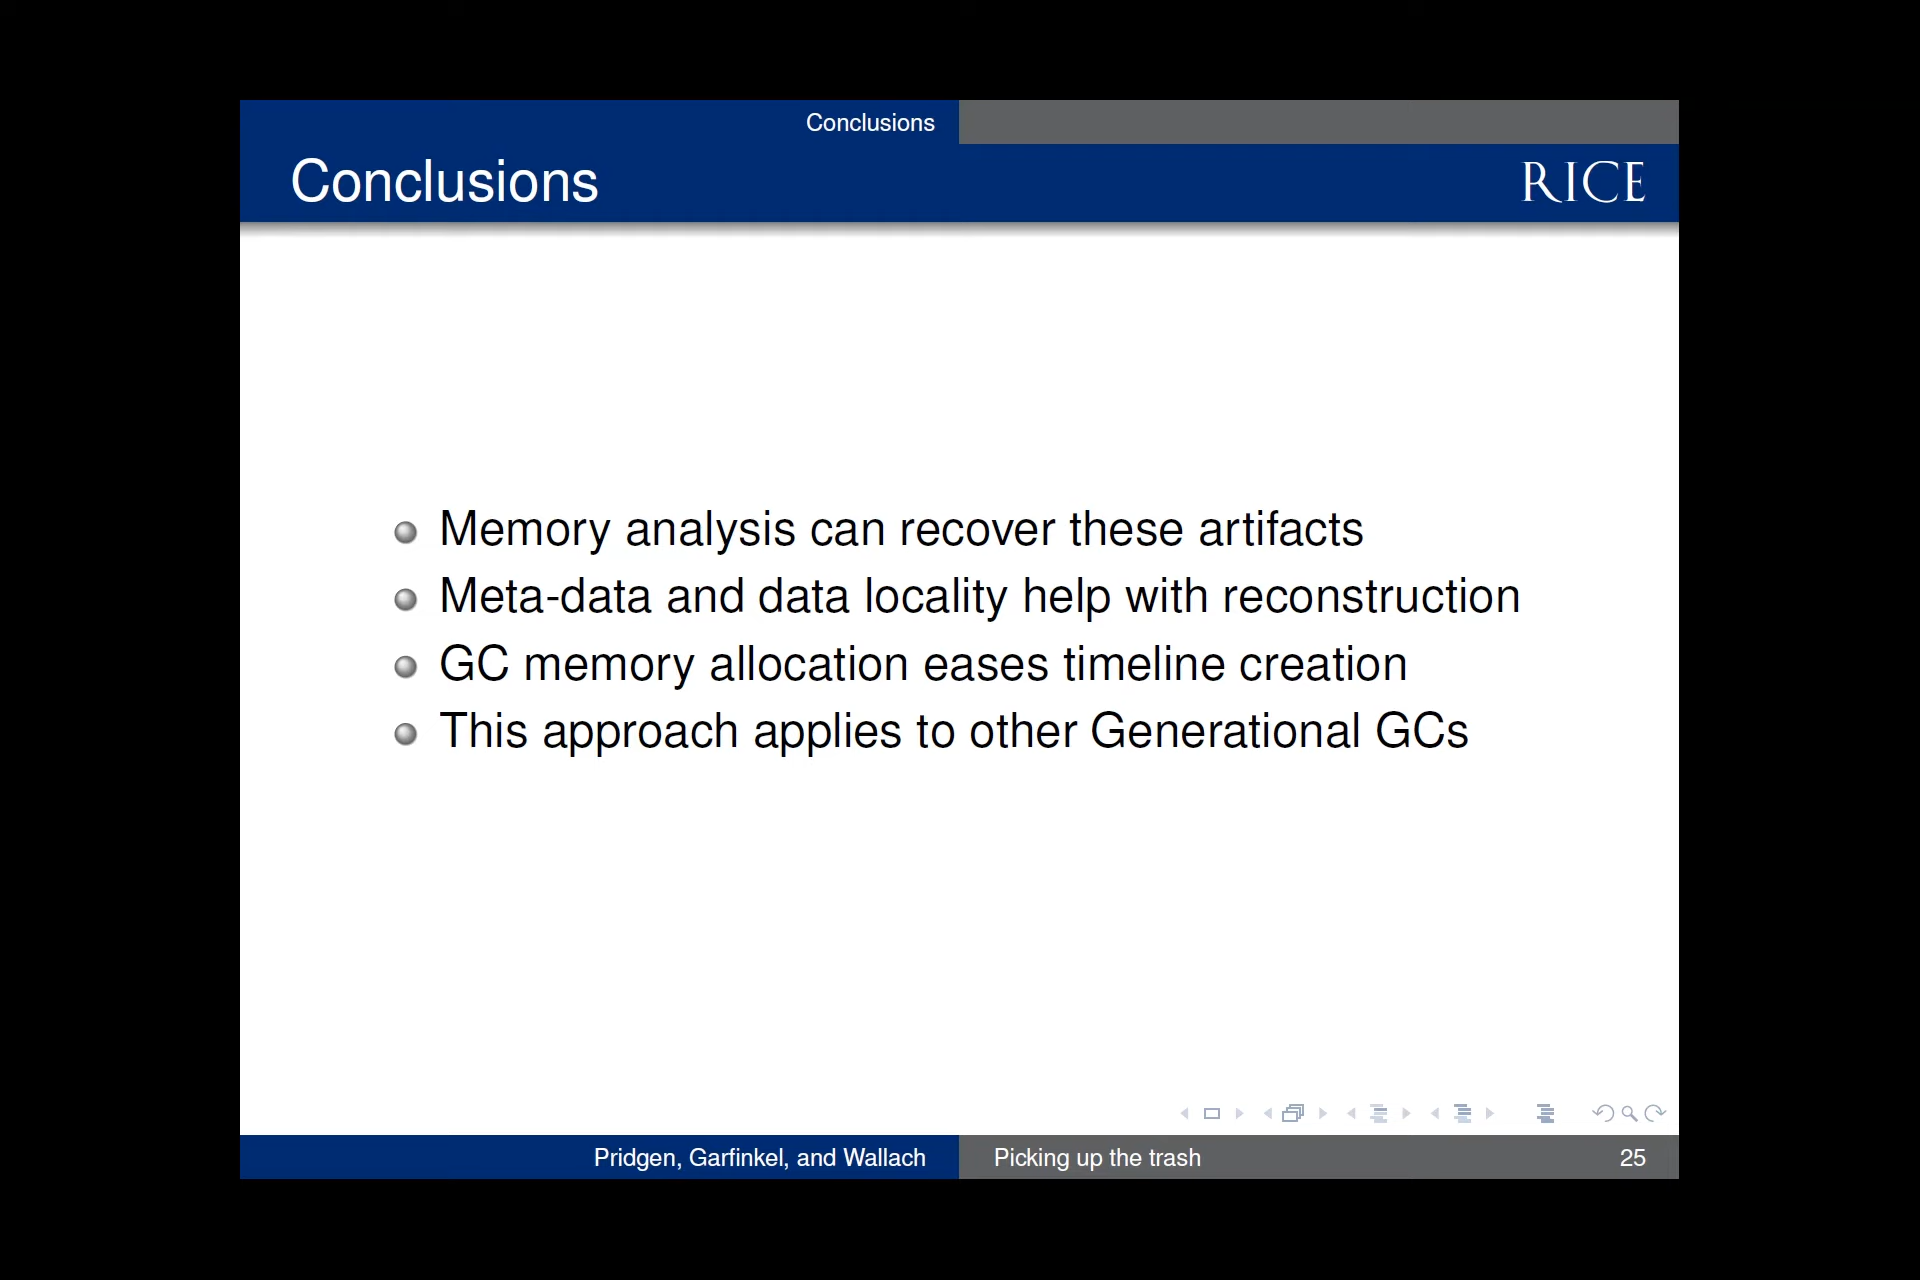 Conclusions
Conclusions
RICE
Memory analysis can recover these artifacts
Meta-data and data locality help with reconstruction
GC memory allocation eases timeline creation
This approach applies to other Generational GCs
Pridgen, Garfinkel, and Wallach
Picking up the trash
25